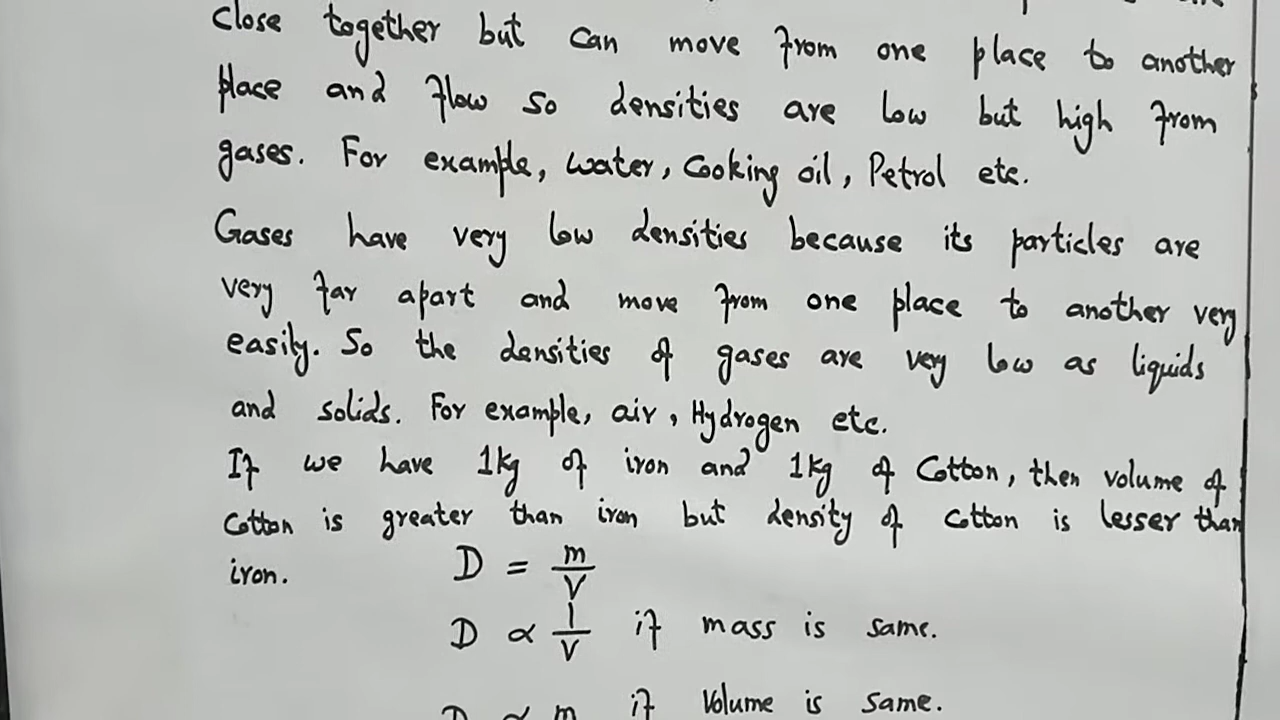 close together but can move from one place to another
place and flow so densities are low but high from
gases. For example, water, Cooking oil, Petrol etc.
Gases have very low densities because its particles are
very far apart and move from one place to another very
easily. So the densities of gases are very low as liquids
and solids. For example, air, Hydrogen etc.
If we have 1kg of iron and 1kg of Cotton, then volume of
Cotton is greater than iron but density of cotton is lesser than
iron.
D = m/V
D ∝ 1/V if mass is same.
D ∝ m if Volume is same.